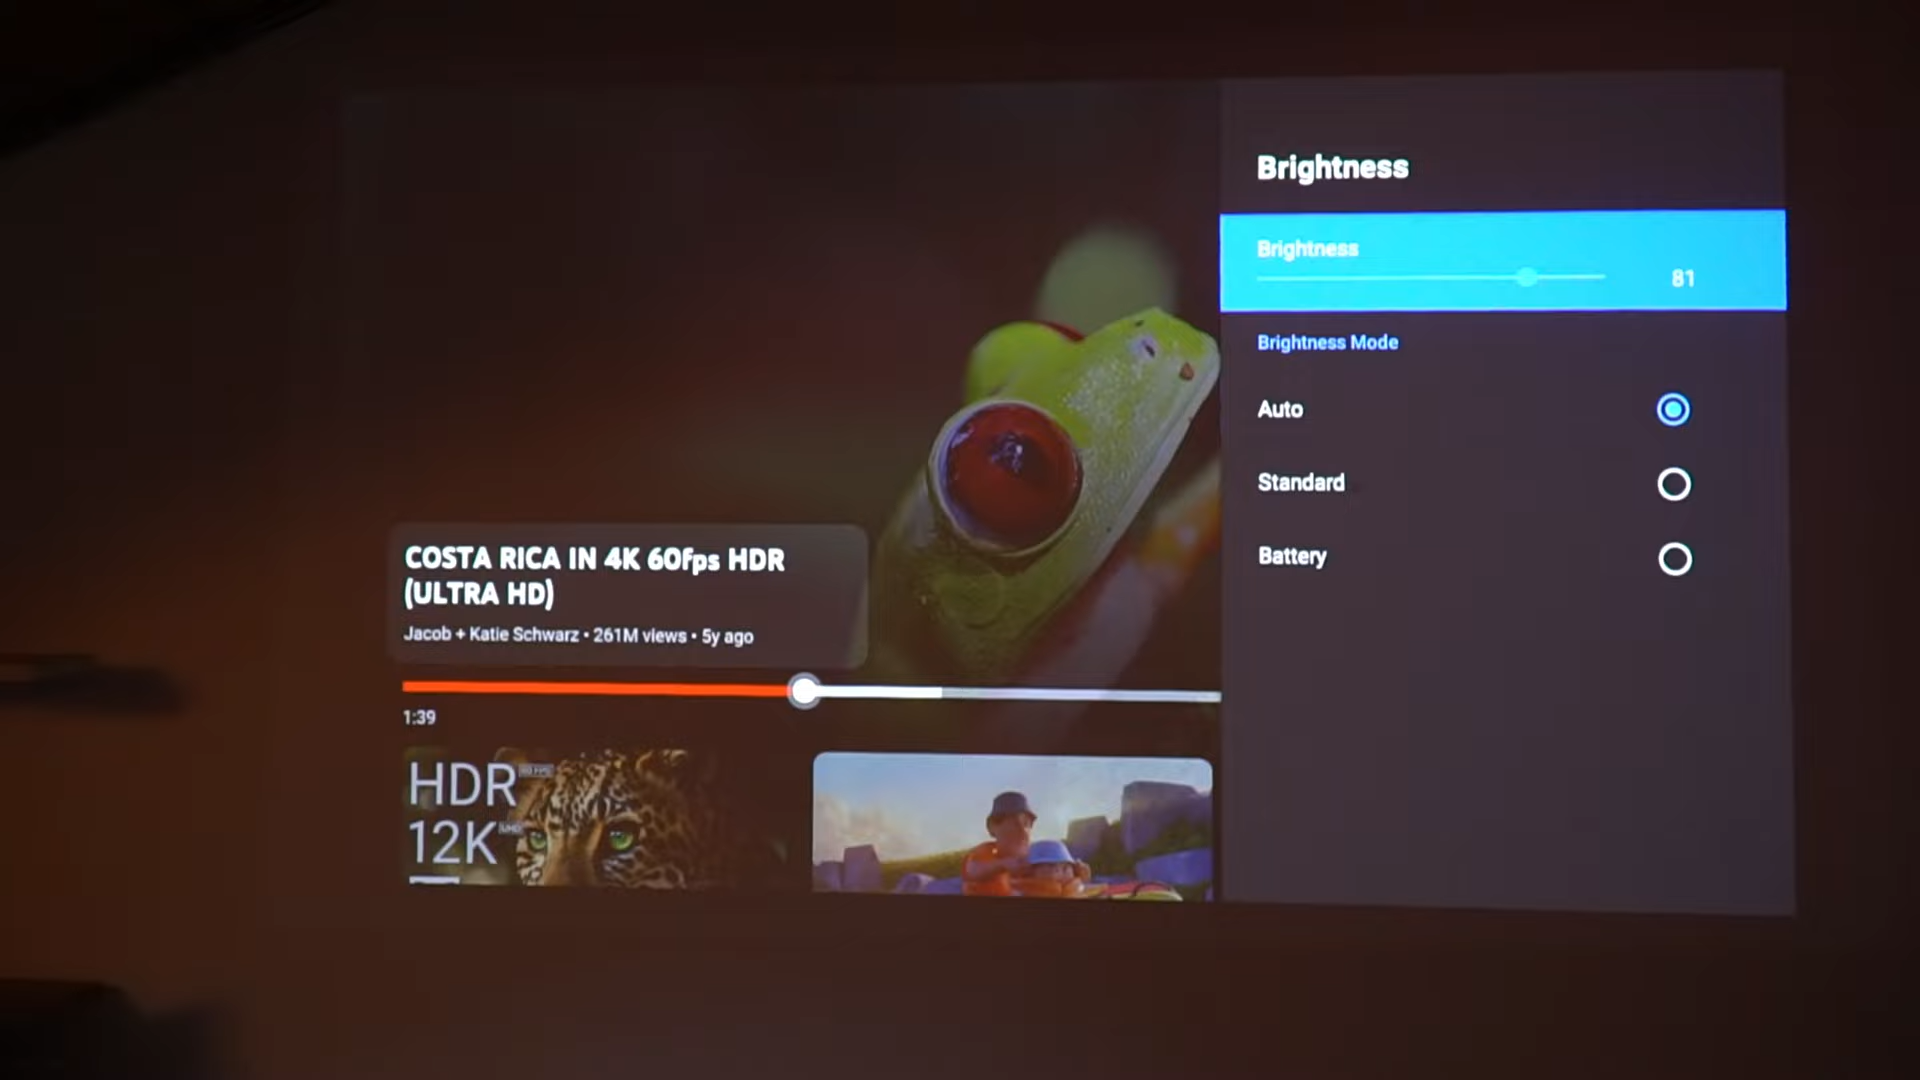 Brightness
Brightness
81
Brightness Mode
Auto
Standard
Battery
COSTA RICA IN 4K 60fps HDR
(ULTRA HD)
Jacob + Katie Schwarz • 261M views • 5y ago
1:39
HDR
12K